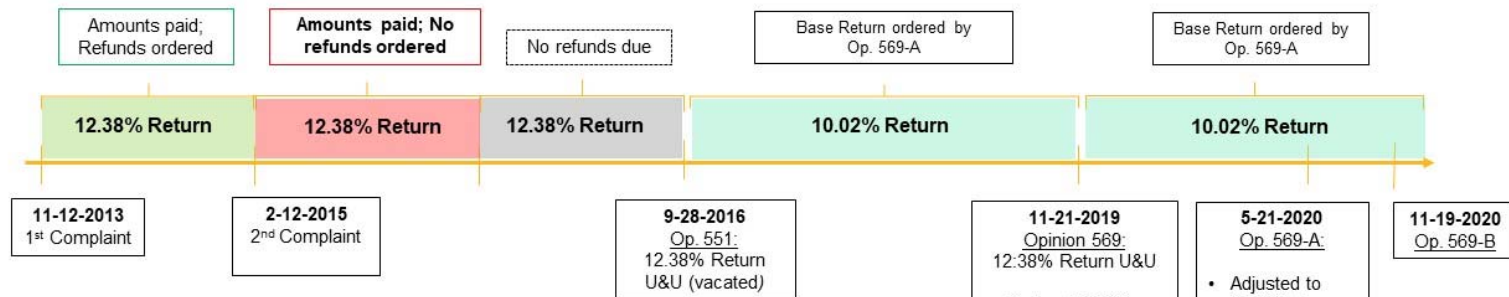 Amounts paid;
Refunds ordered
Amounts paid; No
refunds ordered
No refunds due
Base Return ordered by
Op. 569-A
Base Return ordered by
Op. 569-A
12.38% Return
12.38% Return
12.38% Return
10.02% Return
10.02% Return
11-12-2013
1st Complaint
2-12-2015
2nd Complaint
9-28-2016
Op. 551:
12.38% Return
U&U (vacated)
11-21-2019
Opinion 569:
12:38% Return U&U
5-21-2020
Op. 569-A:
• Adjusted to
11-19-2020
Op. 569-B